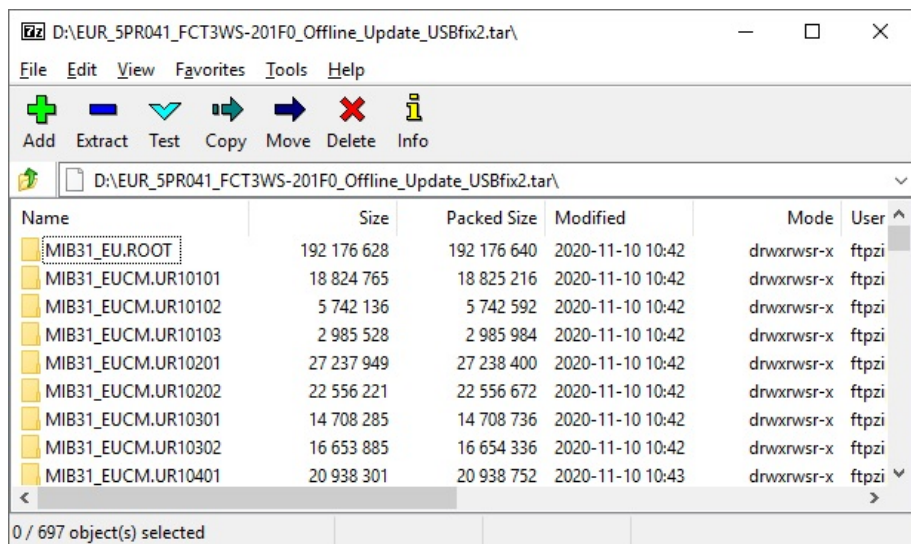 D:\EUR_5PR041_FCT3WS-201F0_Offline_Update_USBfix2.tar\
File Edit View Favorites Tools Help
Add Extract Test Copy Move Delete Info
D:\EUR_5PR041_FCT3WS-201F0_Offline_Update_USBfix2.tar\
Name Size Packed Size Modified Mode User
MIB31_EU.ROOT 192 176 628 192 176 640 2020-11-10 10:42 drwxrwsr-x ftpzi
MIB31_EUCM.UR10101 18 824 765 18 825 216 2020-11-10 10:42 drwxrwsr-x ftpzi
MIB31_EUCM.UR10102 5 742 136 5 742 592 2020-11-10 10:42 drwxrwsr-x ftpzi
MIB31_EUCM.UR10103 2 985 528 2 985 984 2020-11-10 10:42 drwxrwsr-x ftpzi
MIB31_EUCM.UR10201 27 237 949 27 238 400 2020-11-10 10:42 drwxrwsr-x ftpzi
MIB31_EUCM.UR10202 22 556 221 22 556 672 2020-11-10 10:42 drwxrwsr-x ftpzi
MIB31_EUCM.UR10301 14 708 285 14 708 736 2020-11-10 10:42 drwxrwsr-x ftpzi
MIB31_EUCM.UR10302 16 653 885 16 654 336 2020-11-10 10:42 drwxrwsr-x ftpzi
MIB31_EUCM.UR10401 20 938 301 20 938 752 2020-11-10 10:43 drwxrwsr-x ftpzi
0 / 697 object(s) selected